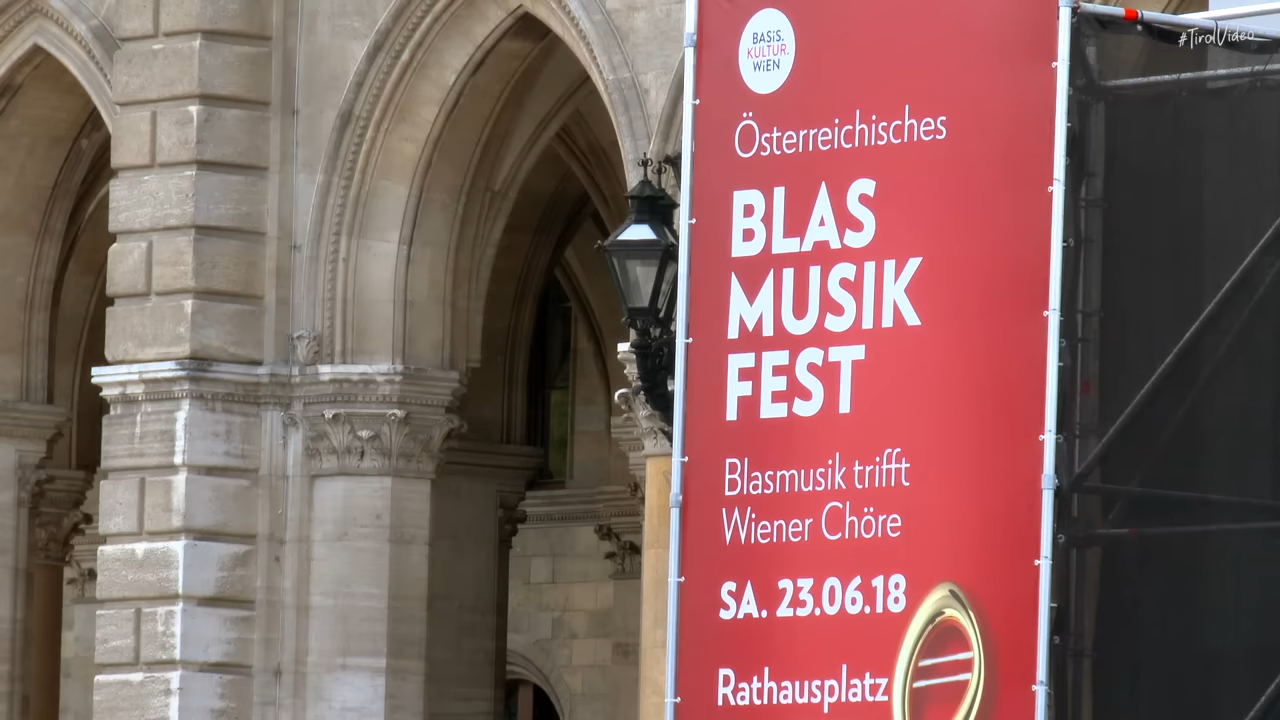 #TirolVideo
BASiS.
KULTUR.
WiEN
Österreichisches
BLAS
MUSIK
FEST
Blasmusik trifft
Wiener Chöre
SA. 23.06.18
Rathausplatz